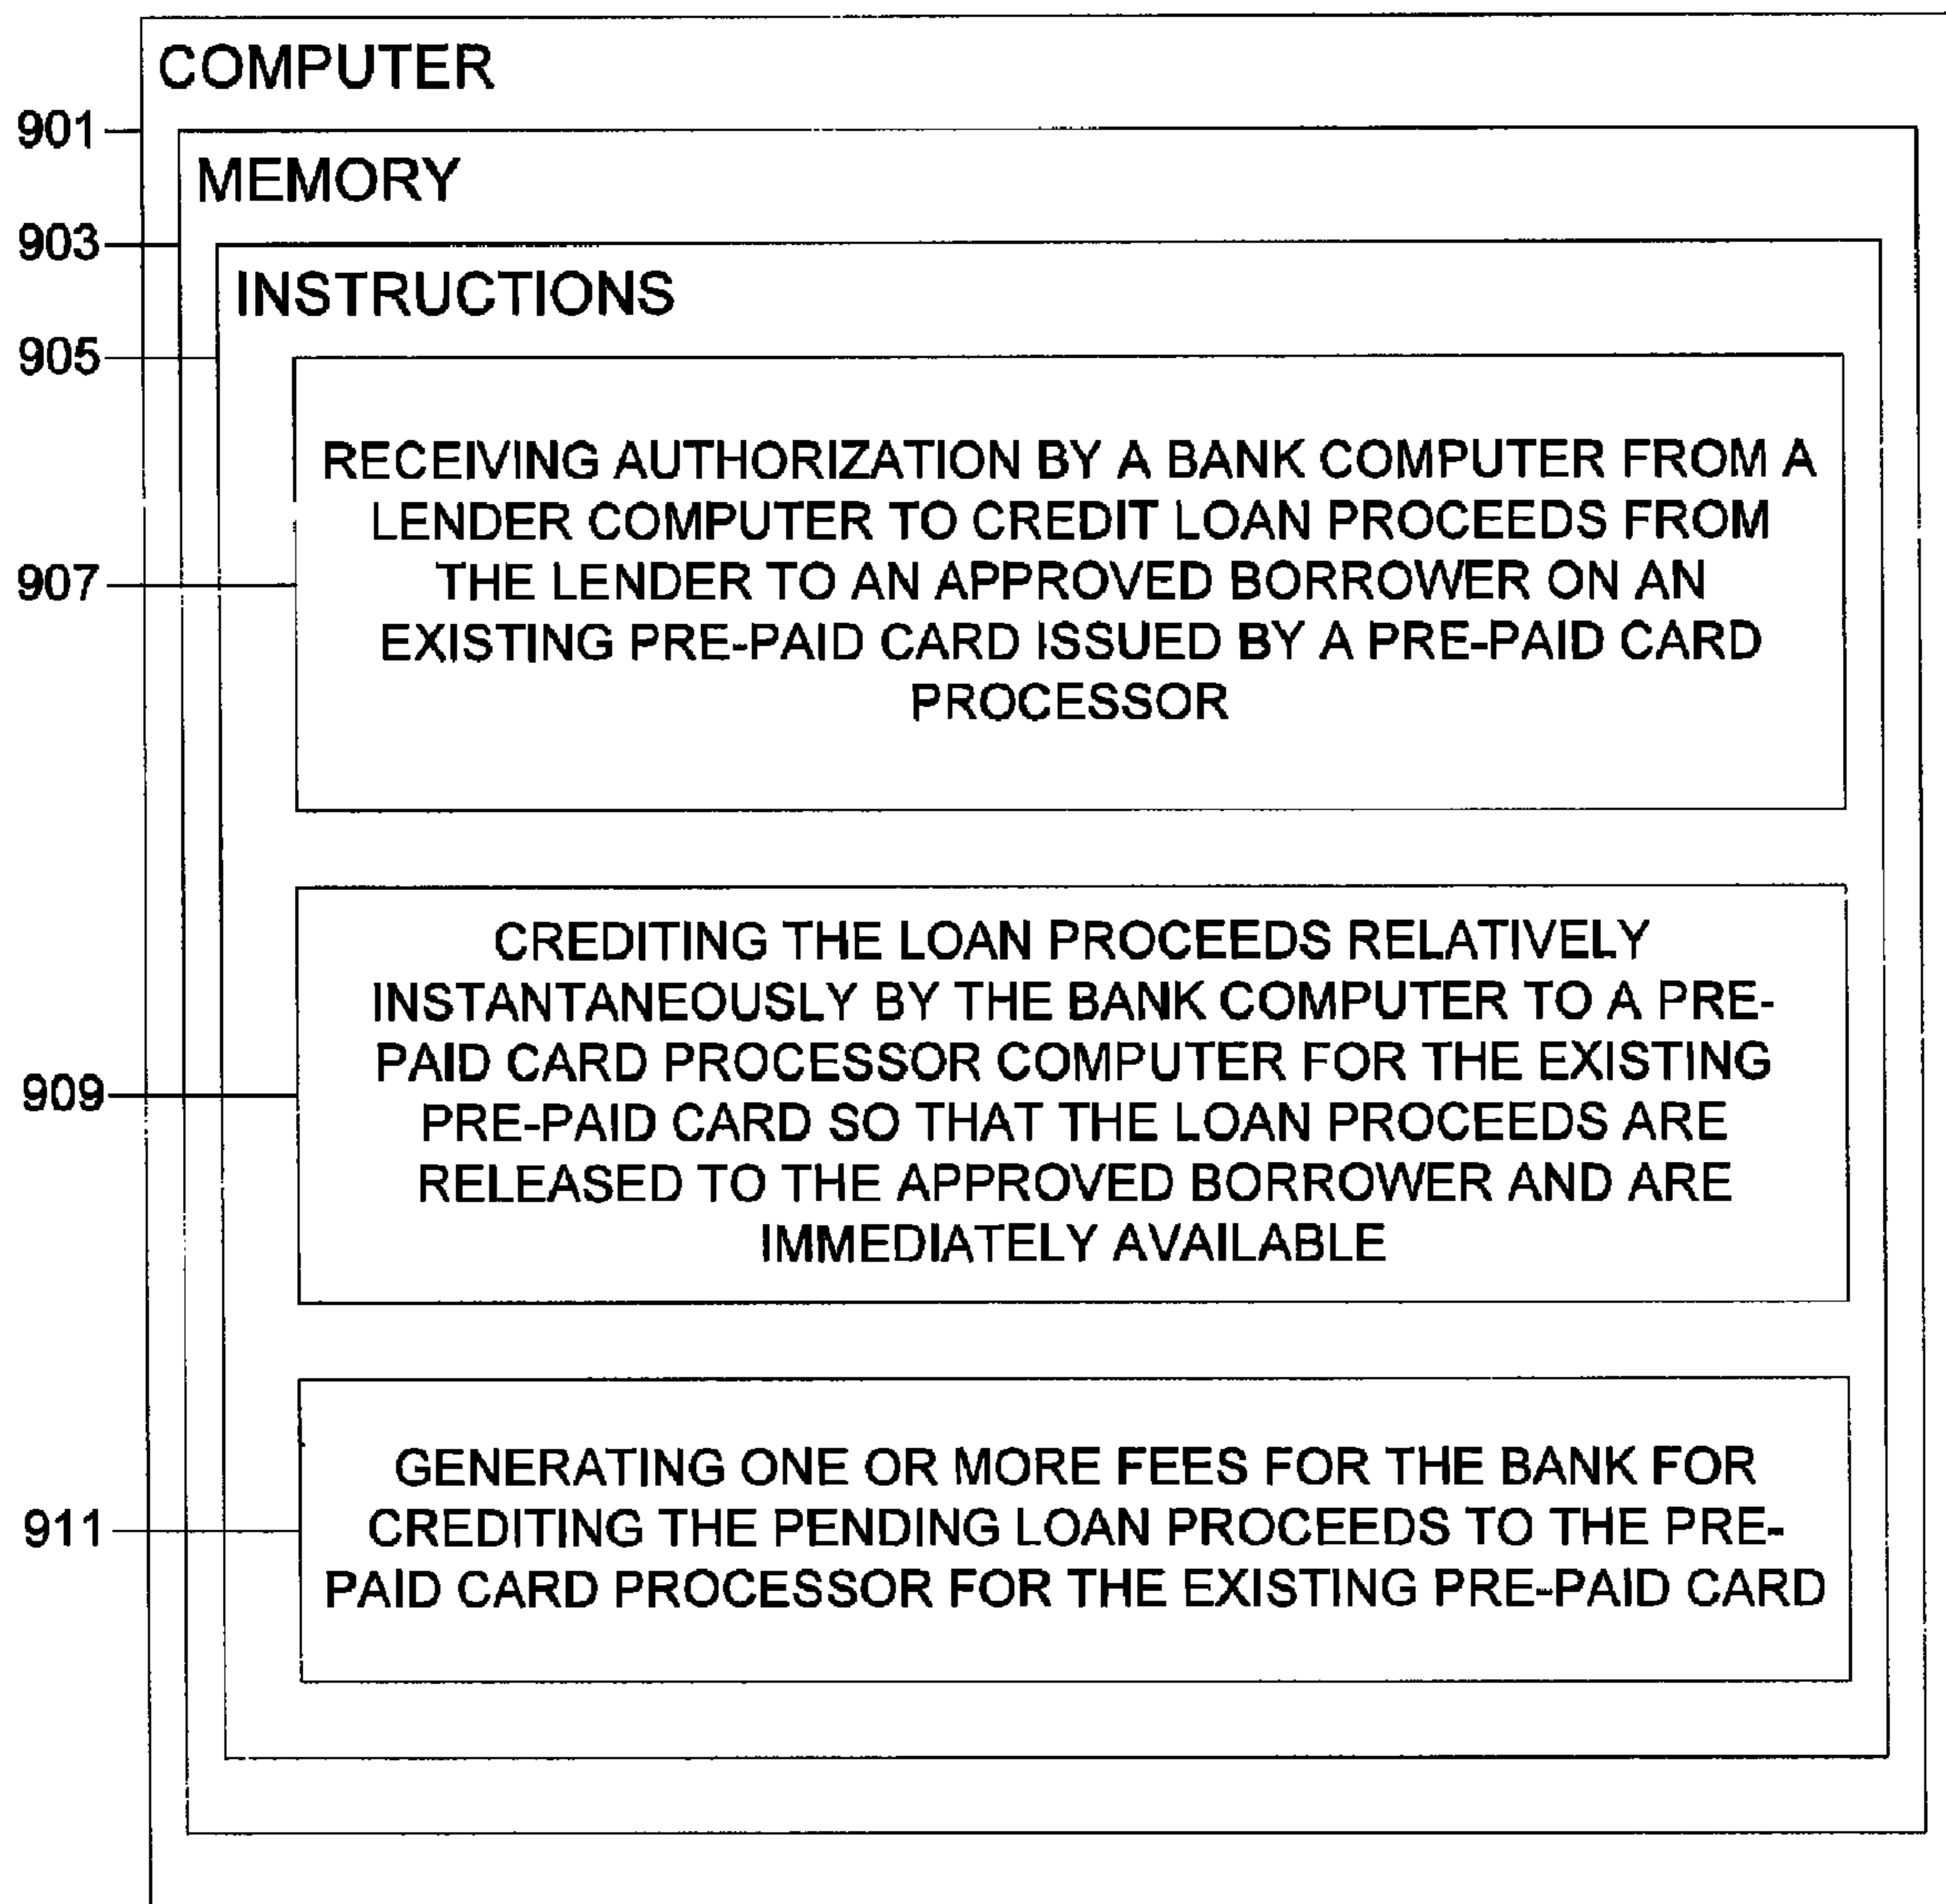 COMPUTER
901
MEMORY
903
INSTRUCTIONS
905
RECEIVING AUTHORIZATION BY A BANK COMPUTER FROM A
LENDER COMPUTER TO CREDIT LOAN PROCEEDS FROM
907
THE LENDER TO AN APPROVED BORROWER ON AN
EXISTING PRE-PAID CARD ISSUED BY A PRE-PAID CARD
PROCESSOR
CREDITING THE LOAN PROCEEDS RELATIVELY
INSTANTANEOUSLY BY THE BANK COMPUTER TO A PRE-
PAID CARD PROCESSOR COMPUTER FOR THE EXISTING
909
PRE-PAID CARD SO THAT THE LOAN PROCEEDS ARE
RELEASED TO THE APPROVED BORROWER AND ARE
IMMEDIATELY AVAILABLE
GENERATING ONE OR MORE FEES FOR THE BANK FOR
911
CREDITING THE PENDING LOAN PROCEEDS TO THE PRE-
PAID CARD PROCESSOR FOR THE EXISTING PRE-PAID CARD